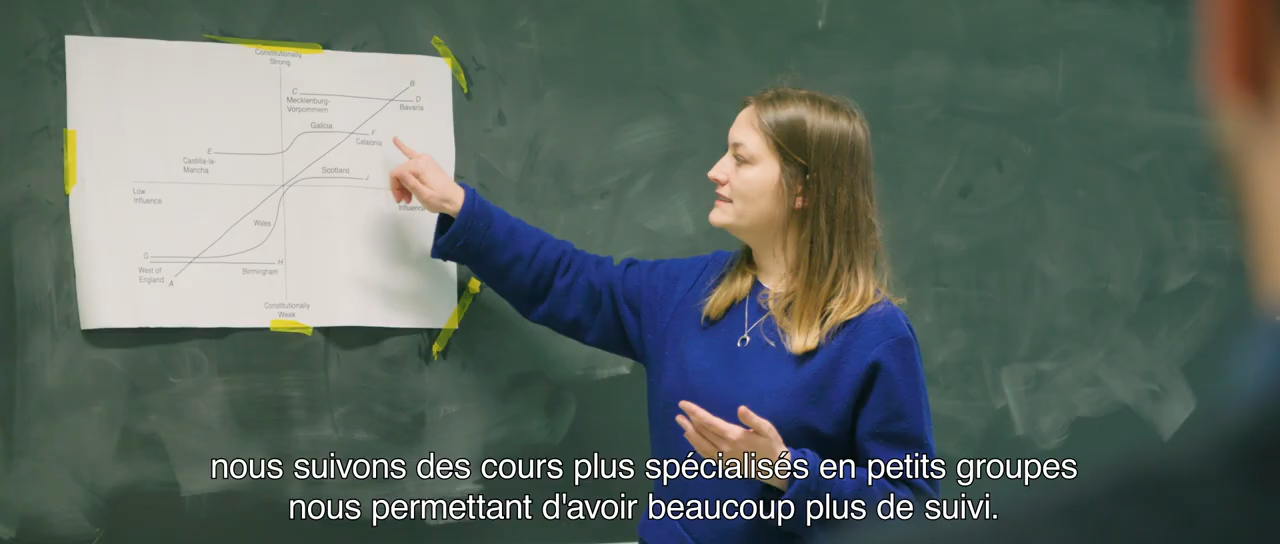 Constitutionally
Strong
B
C
D
Mecklenburg-
Vorpommern
Bavaria
Galicia
F
Catalonia
E
Castilla-la-
Mancha
Scotland
J
Low
Influence
Influence
Wales
G
H
West of
England
A
Birmingham
Constitutionally
Weak
nous suivons des cours plus spécialisés en petits groupes
nous permettant d'avoir beaucoup plus de suivi.